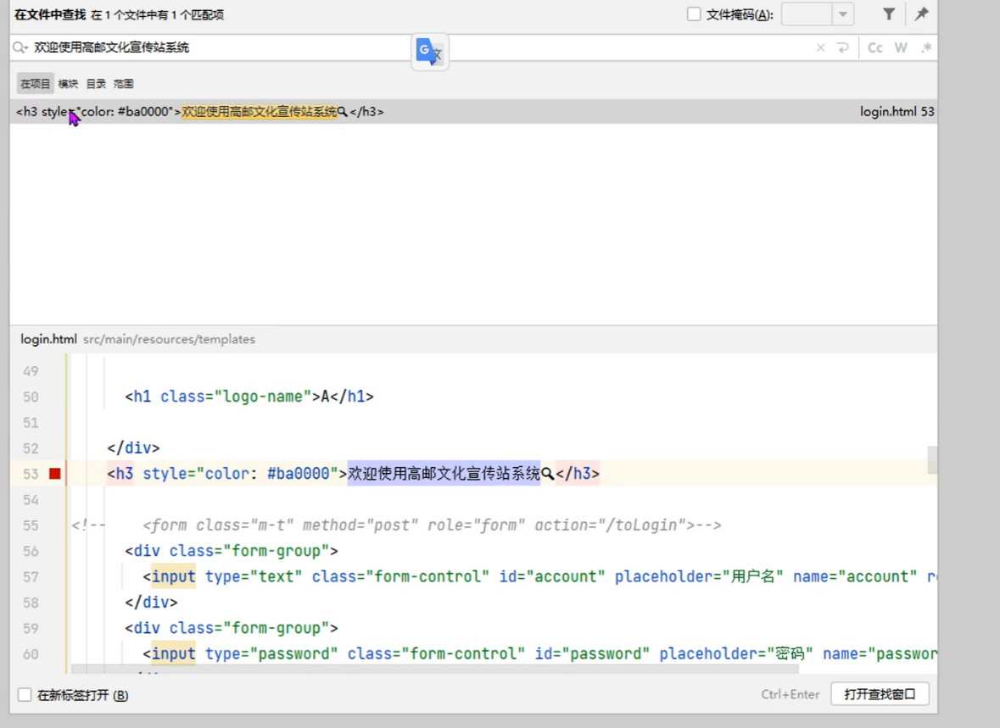 在文件中查找 在 1 个文件中有 1 个匹配项 文件掩码(A):
欢迎使用高邮文化宣传站系统 G 文 × Cc W .*
在项目 模块 目录 范围
<h3 style="color: #ba0000">欢迎使用高邮文化宣传站系统🔍</h3> login.html 53
login.html src/main/resources/templates
49
50 <h1 class="logo-name">A</h1>
51
52 </div>
53 <h3 style="color: #ba0000">欢迎使用高邮文化宣传站系统🔍</h3>
54
55 <!-- <form class="m-t" method="post" role="form" action="/toLogin">-->
56 <div class="form-group">
57 <input type="text" class="form-control" id="account" placeholder="用户名" name="account"
58 </div>
59 <div class="form-group">
60 <input type="password" class="form-control" id="password" placeholder="密码" name="passwor
在新标签打开 (B) Ctrl+Enter 打开查找窗口